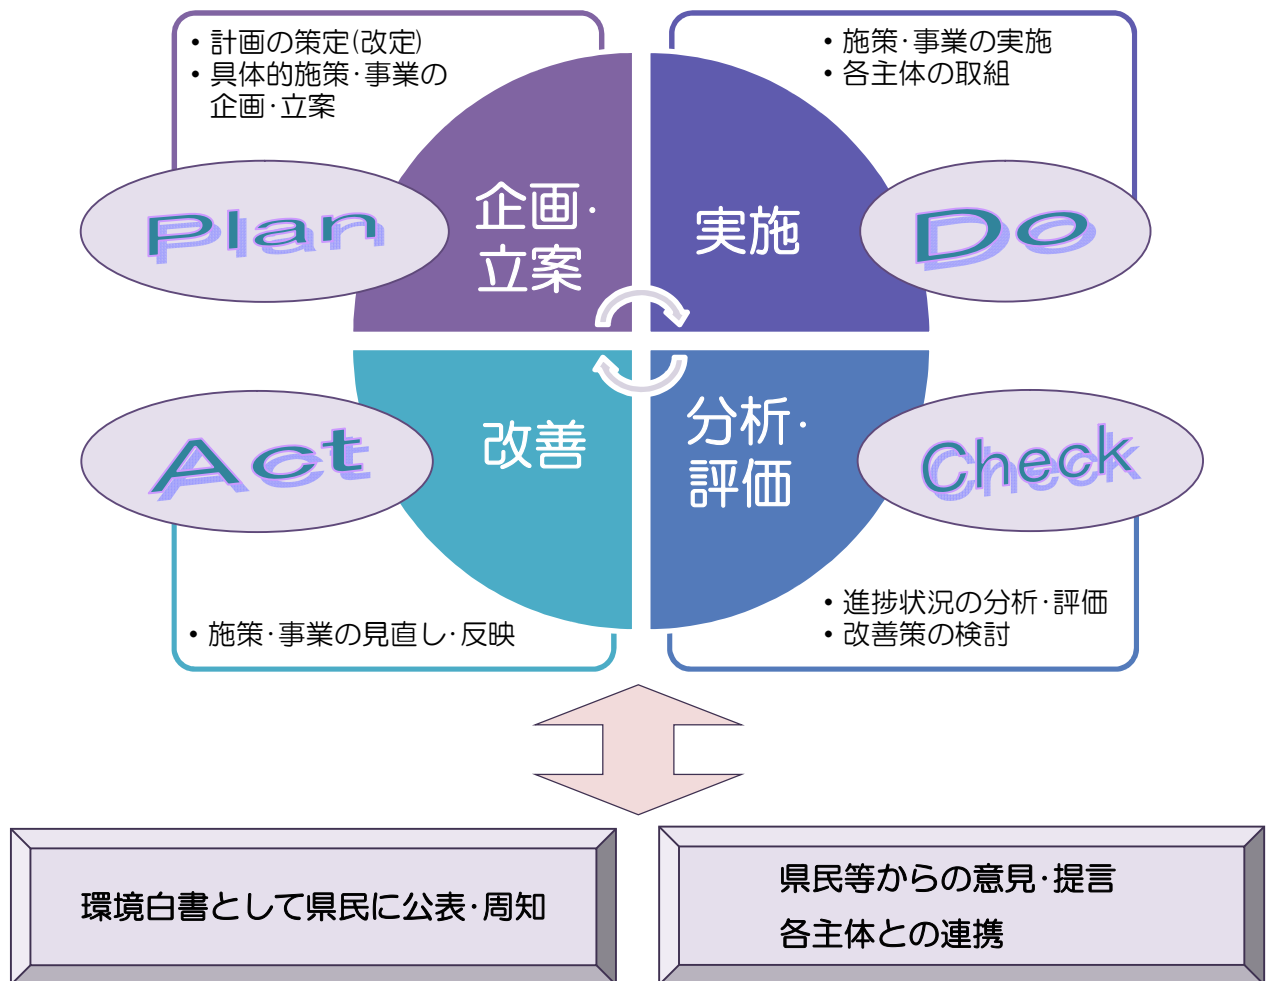 ・計画の策定(改定)
・具体的施策・事業の
企画・立案
Plan
企画・
立案
・施策・事業の実施
・各主体の取組
実施
Do
Act
改善
・施策・事業の見直し・反映
分析・
評価
Check
・進捗状況の分析・評価
・改善策の検討
環境白書として県民に公表・周知
県民等からの意見・提言
各主体との連携